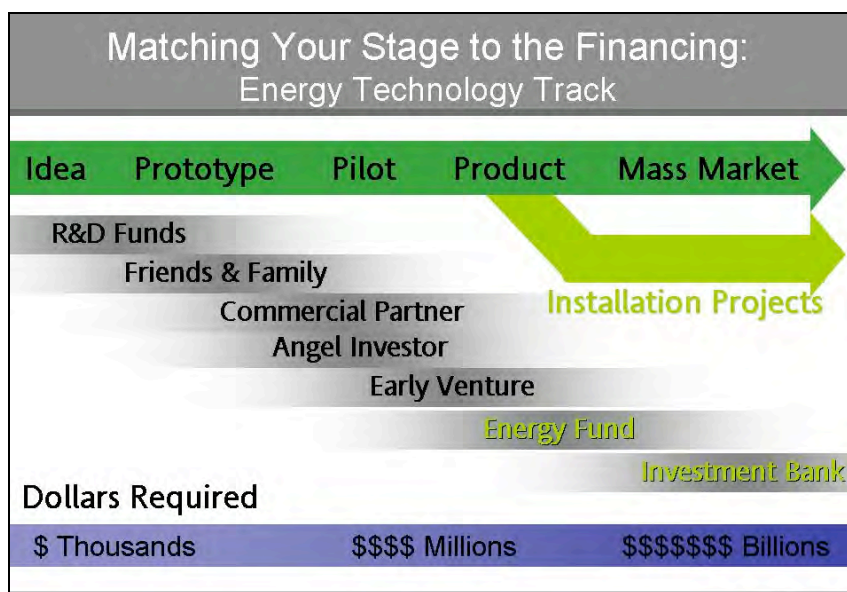 Matching Your Stage to the Financing:
Energy Technology Track
Idea Prototype Pilot Product Mass Market
R&D Funds
Friends & Family
Commercial Partner
Installation Projects
Angel Investor
Early Venture
Energy Fund
Investment Bank
Dollars Required
$ Thousands $$$$ Millions $$$$$$$ Billions